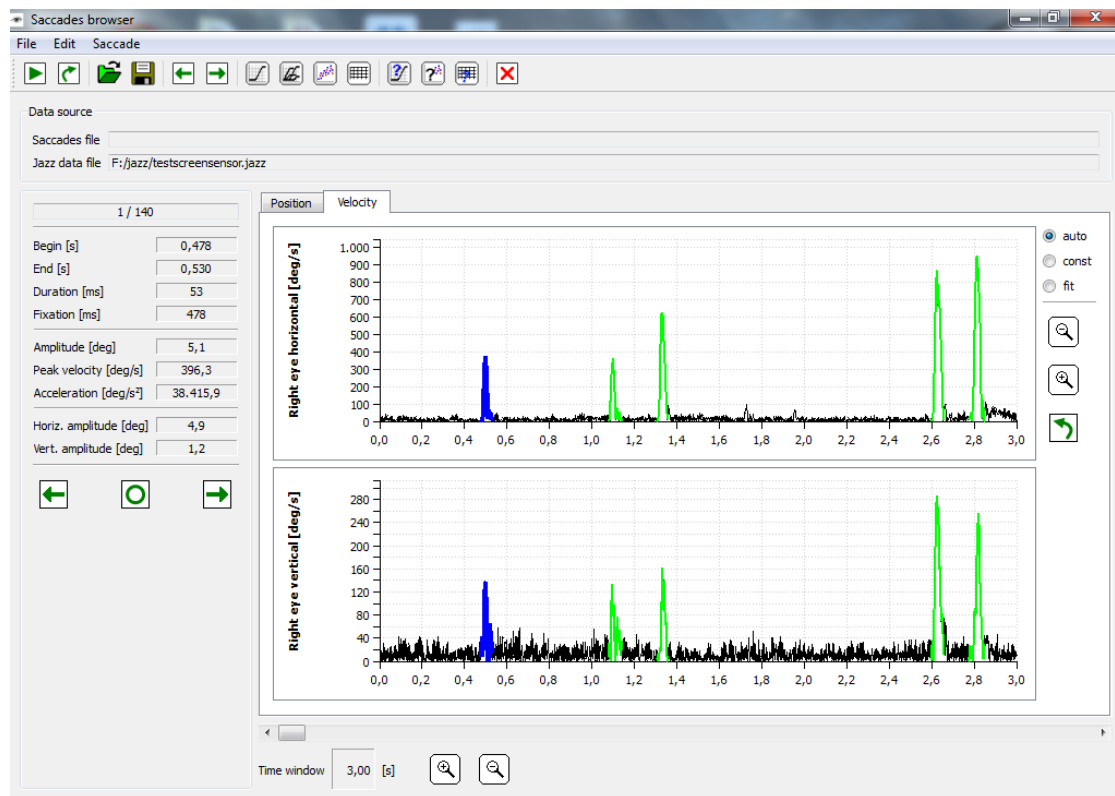 Saccades browser
File Edit Saccade
Data source
Saccades file
Jazz data file F:/jazz/testscreensensor.jazz
1 / 140
Begin [s] 0,478
End [s] 0,530
Duration [ms] 53
Fixation [ms] 478
Amplitude [deg] 5,1
Peak velocity [deg/s] 396,3
Acceleration [deg/s²] 38.415,9
Horiz. amplitude [deg] 4,9
Vert. amplitude [deg] 1,2
Position Velocity
Right eye horizontal [deg/s]
1.000
900
800
700
600
500
400
300
200
100
0
0,0 0,2 0,4 0,6 0,8 1,0 1,2 1,4 1,6 1,8 2,0 2,2 2,4 2,6 2,8 3,0
Right eye vertical [deg/s]
280
240
200
160
120
80
40
0
0,0 0,2 0,4 0,6 0,8 1,0 1,2 1,4 1,6 1,8 2,0 2,2 2,4 2,6 2,8 3,0
auto
const
fit
Time window 3,00 [s]